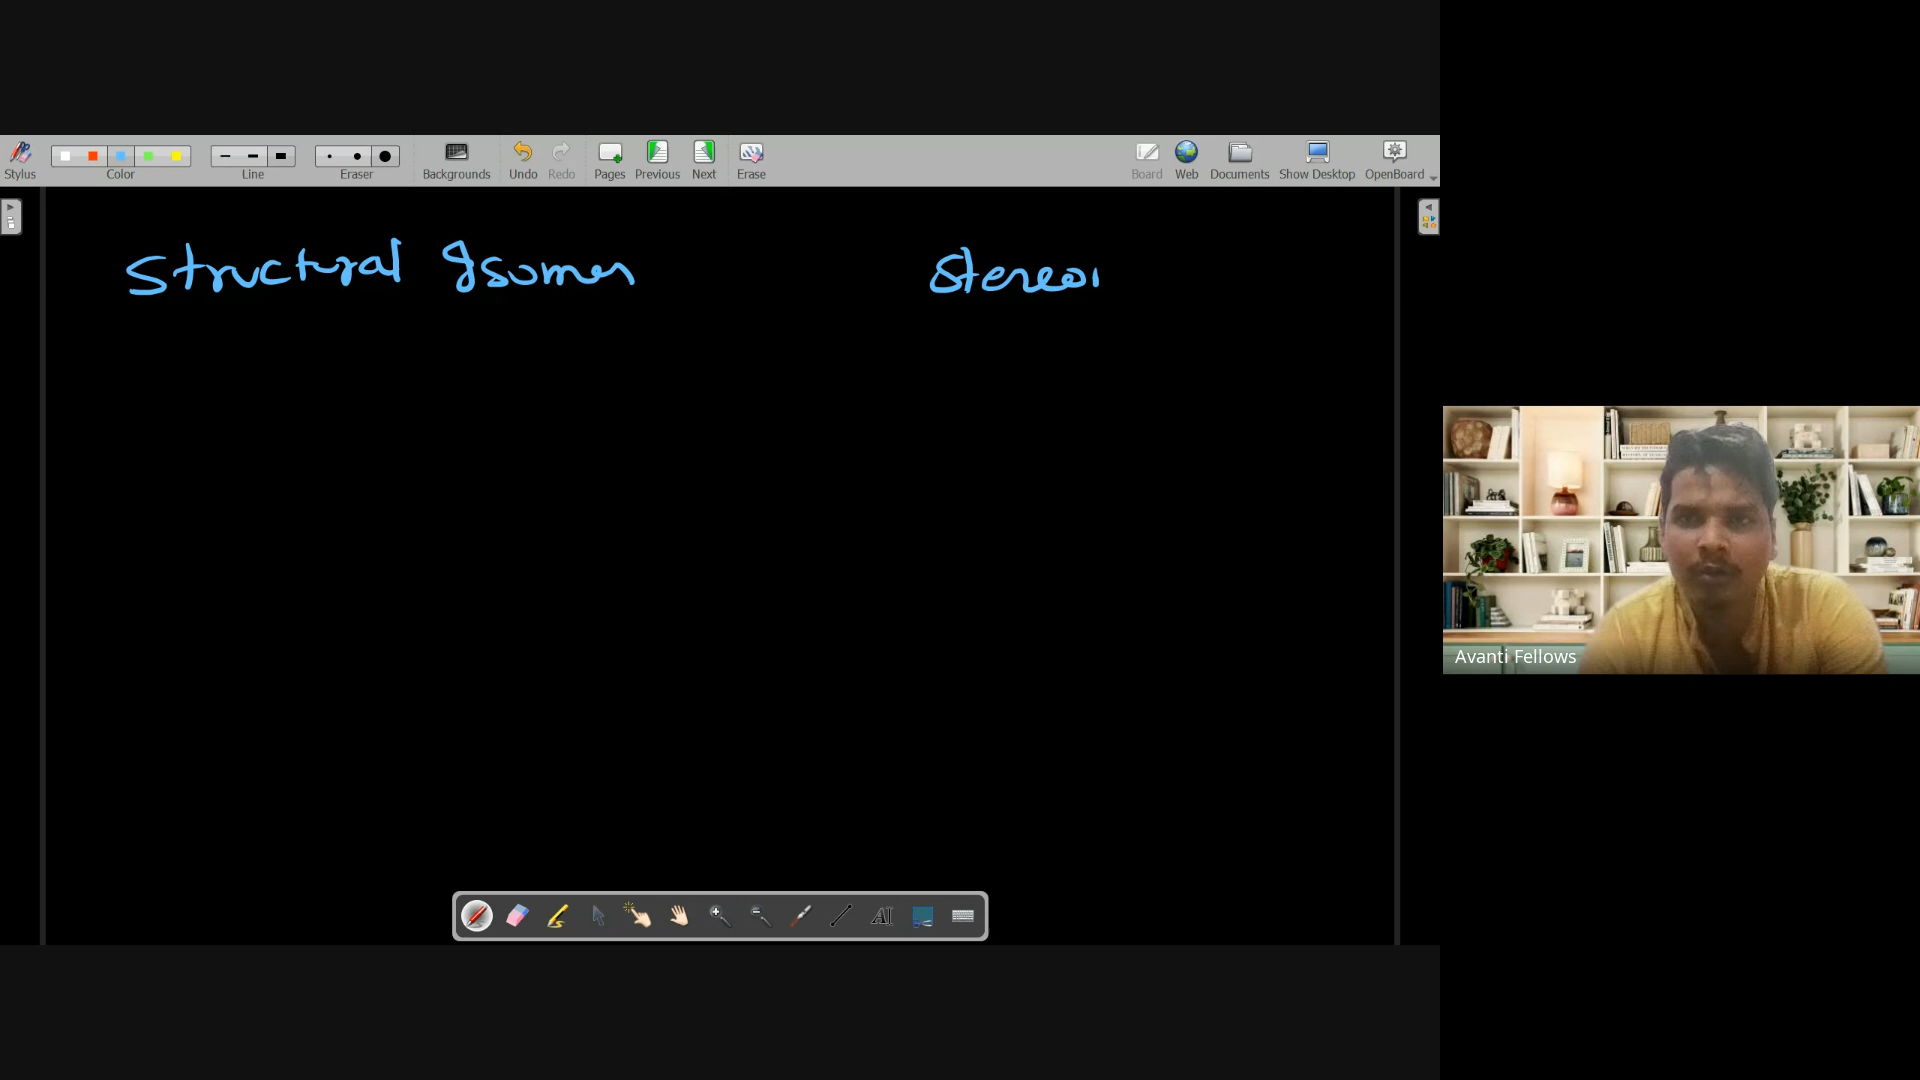 Stylus Color Line Eraser Backgrounds Undo Redo Pages Previous Next Erase Board Web Documents Show Desktop OpenBoard
Structural Isomer Stereoi
Avanti Fellows